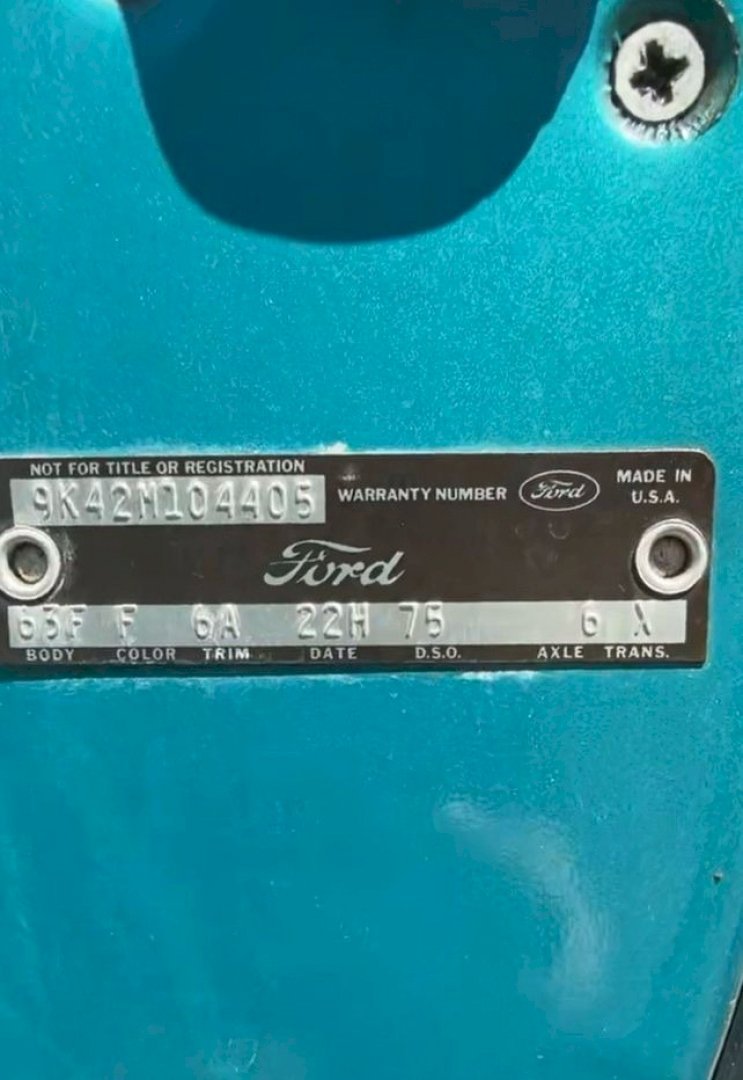 NOT FOR TITLE OR REGISTRATION
9K42M104405 WARRANTY NUMBER Ford MADE IN U.S.A.
Ford
63F F 6A 22H 75 6 X
BODY COLOR TRIM DATE D.S.O. AXLE TRANS.